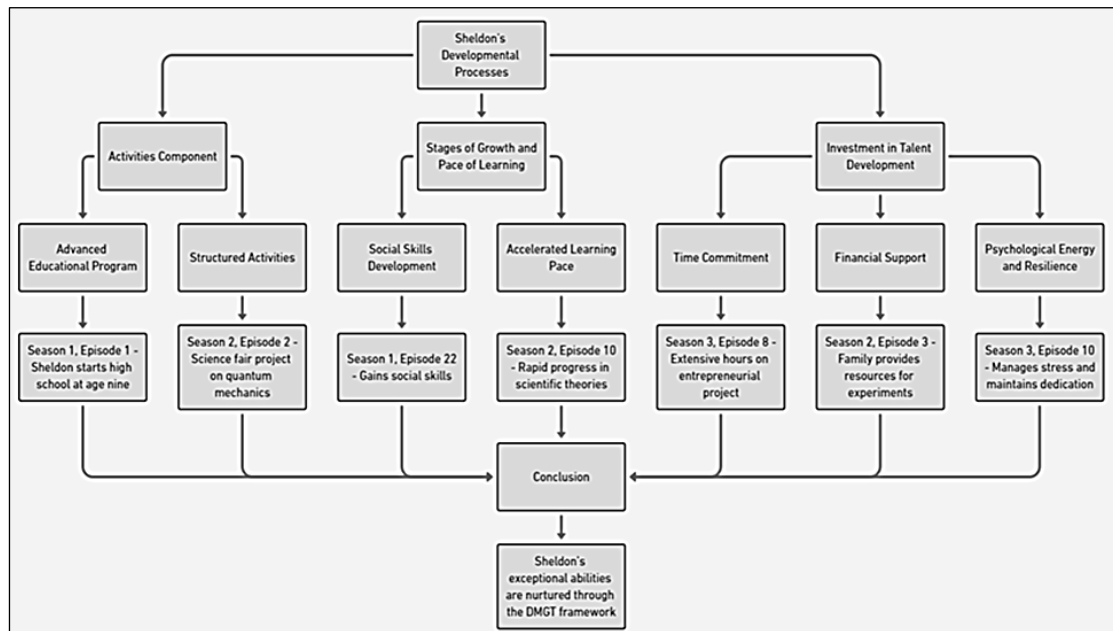 Sheldon's
Developmental
Processes
Activities Component
Stages of Growth and
Pace of Learning
Investment in Talent
Development
Advanced
Educational Program
Structured Activities
Social Skills
Development
Accelerated Learning
Pace
Time Commitment
Financial Support
Psychological Energy
and Resilience
Season 1, Episode 1 -
Sheldon starts high
school at age nine
Season 2, Episode 2 -
Science fair project
on quantum
mechanics
Season 1, Episode 22
- Gains social skills
Season 2, Episode 10
- Rapid progress in
scientific theories
Season 3, Episode 8 -
Extensive hours on
entrepreneurial
project
Season 2, Episode 3 -
Family provides
resources for
experiments
Season 3, Episode 10
- Manages stress and
maintains dedication
Conclusion
Sheldon's
exceptional abilities
are nurtured through
the DMGT framework